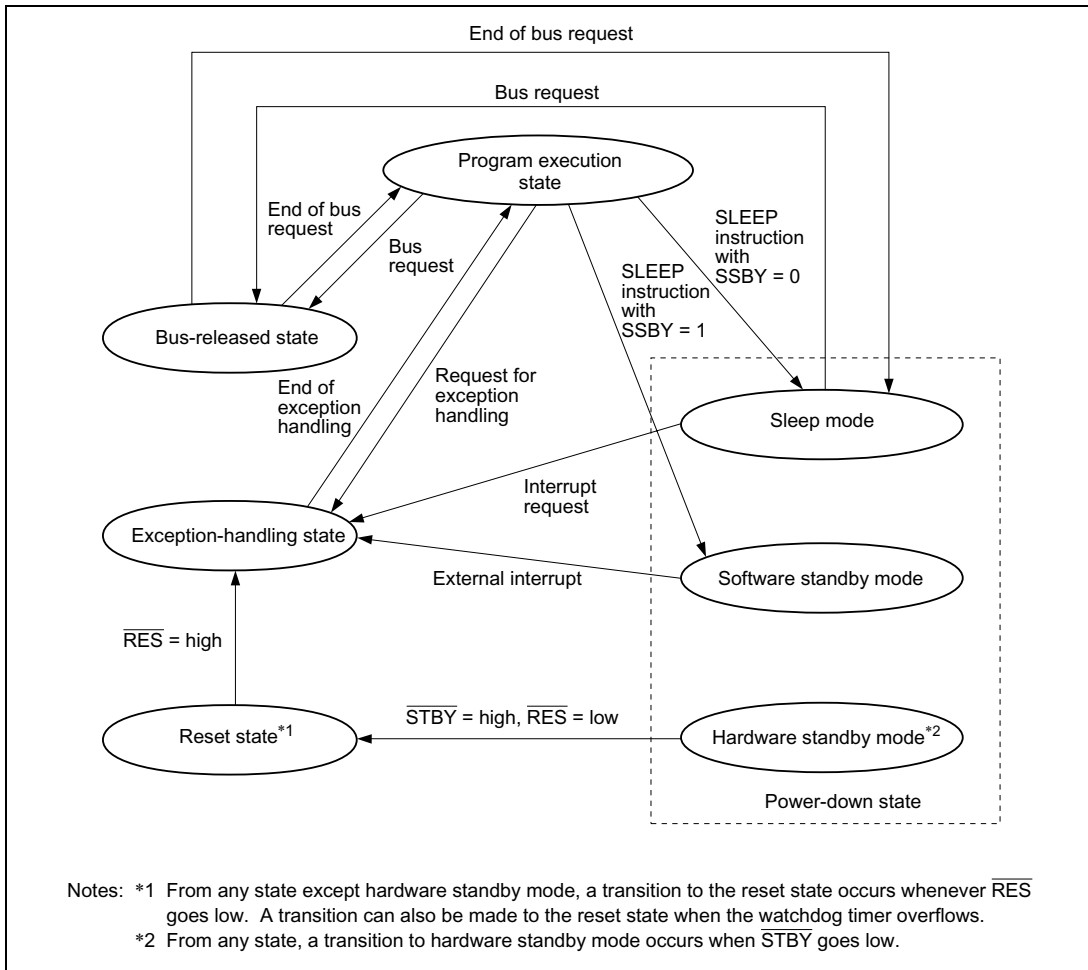 End of bus request
Bus request
Program execution
state
End of bus
request
Bus
request
SLEEP
instruction
with
SSBY = 0
SLEEP
instruction
with
SSBY = 1
Bus-released state
End of
exception
handling
Request for
exception
handling
Sleep mode
Interrupt
request
Exception-handling state
External interrupt
Software standby mode
R̅E̅S̅ = high
S̅T̅B̅Y̅ = high, R̅E̅S̅ = low
Reset state*1
Hardware standby mode*2
Power-down state
Notes: *1 From any state except hardware standby mode, a transition to the reset state occurs whenever R̅E̅S̅
goes low. A transition can also be made to the reset state when the watchdog timer overflows.
*2 From any state, a transition to hardware standby mode occurs when S̅T̅B̅Y̅ goes low.